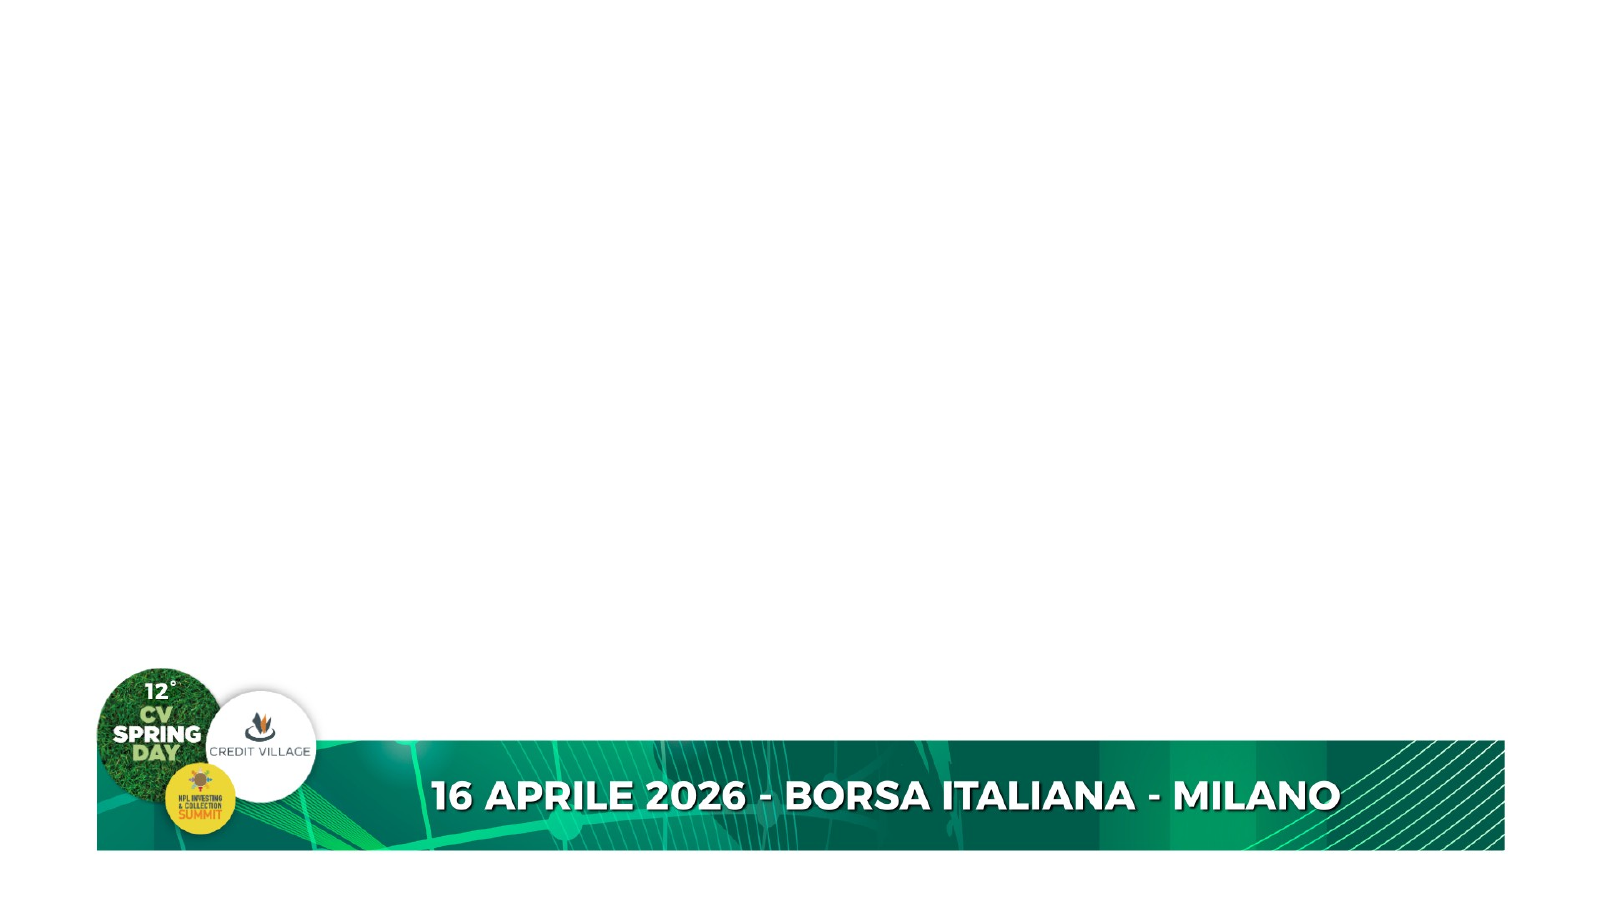 12°
CV
SPRING
DAY
CREDIT VILLAGE
NPL INVESTING
& COLLECTION
SUMMIT
16 APRILE 2026 - BORSA ITALIANA - MILANO